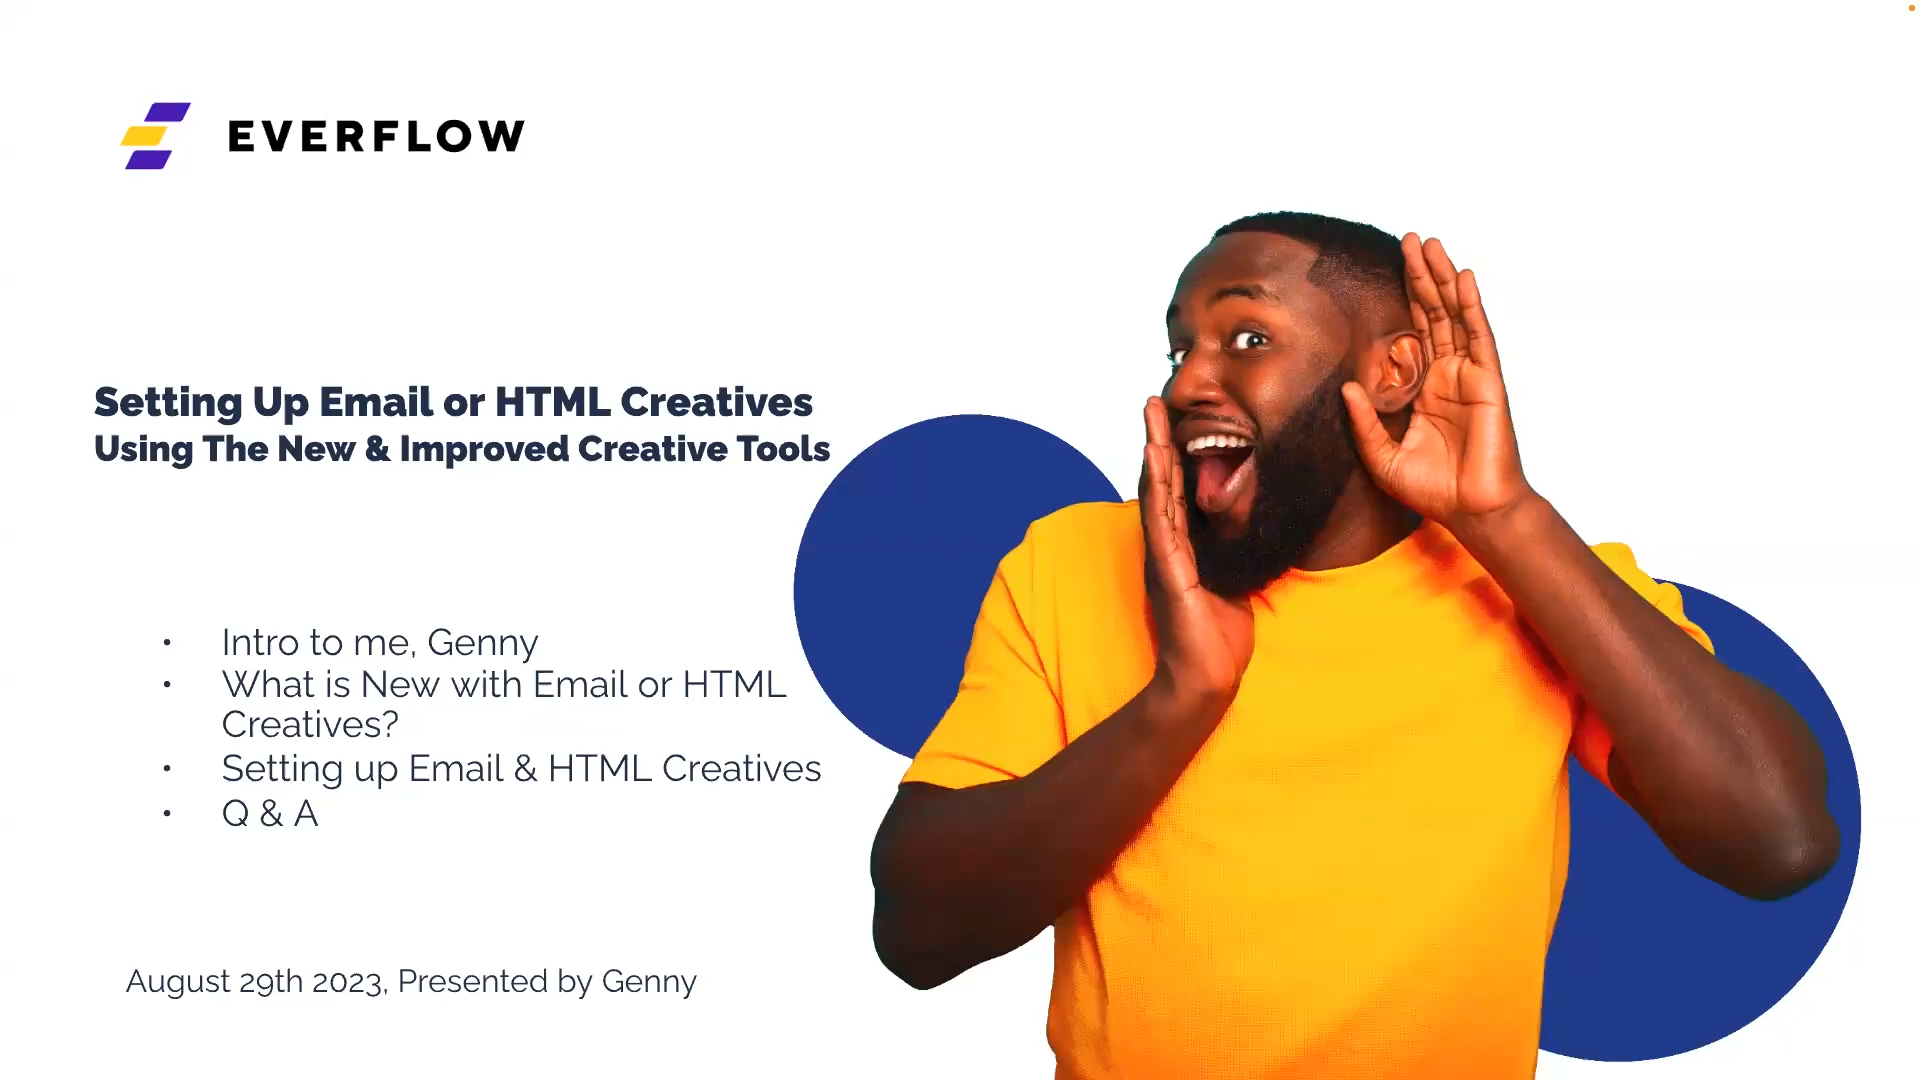 EVERFLOW
Setting Up Email or HTML Creatives
Using The New & Improved Creative Tools
• Intro to me, Genny
• What is New with Email or HTML
Creatives?
• Setting up Email & HTML Creatives
• Q & A
August 29th 2023, Presented by Genny